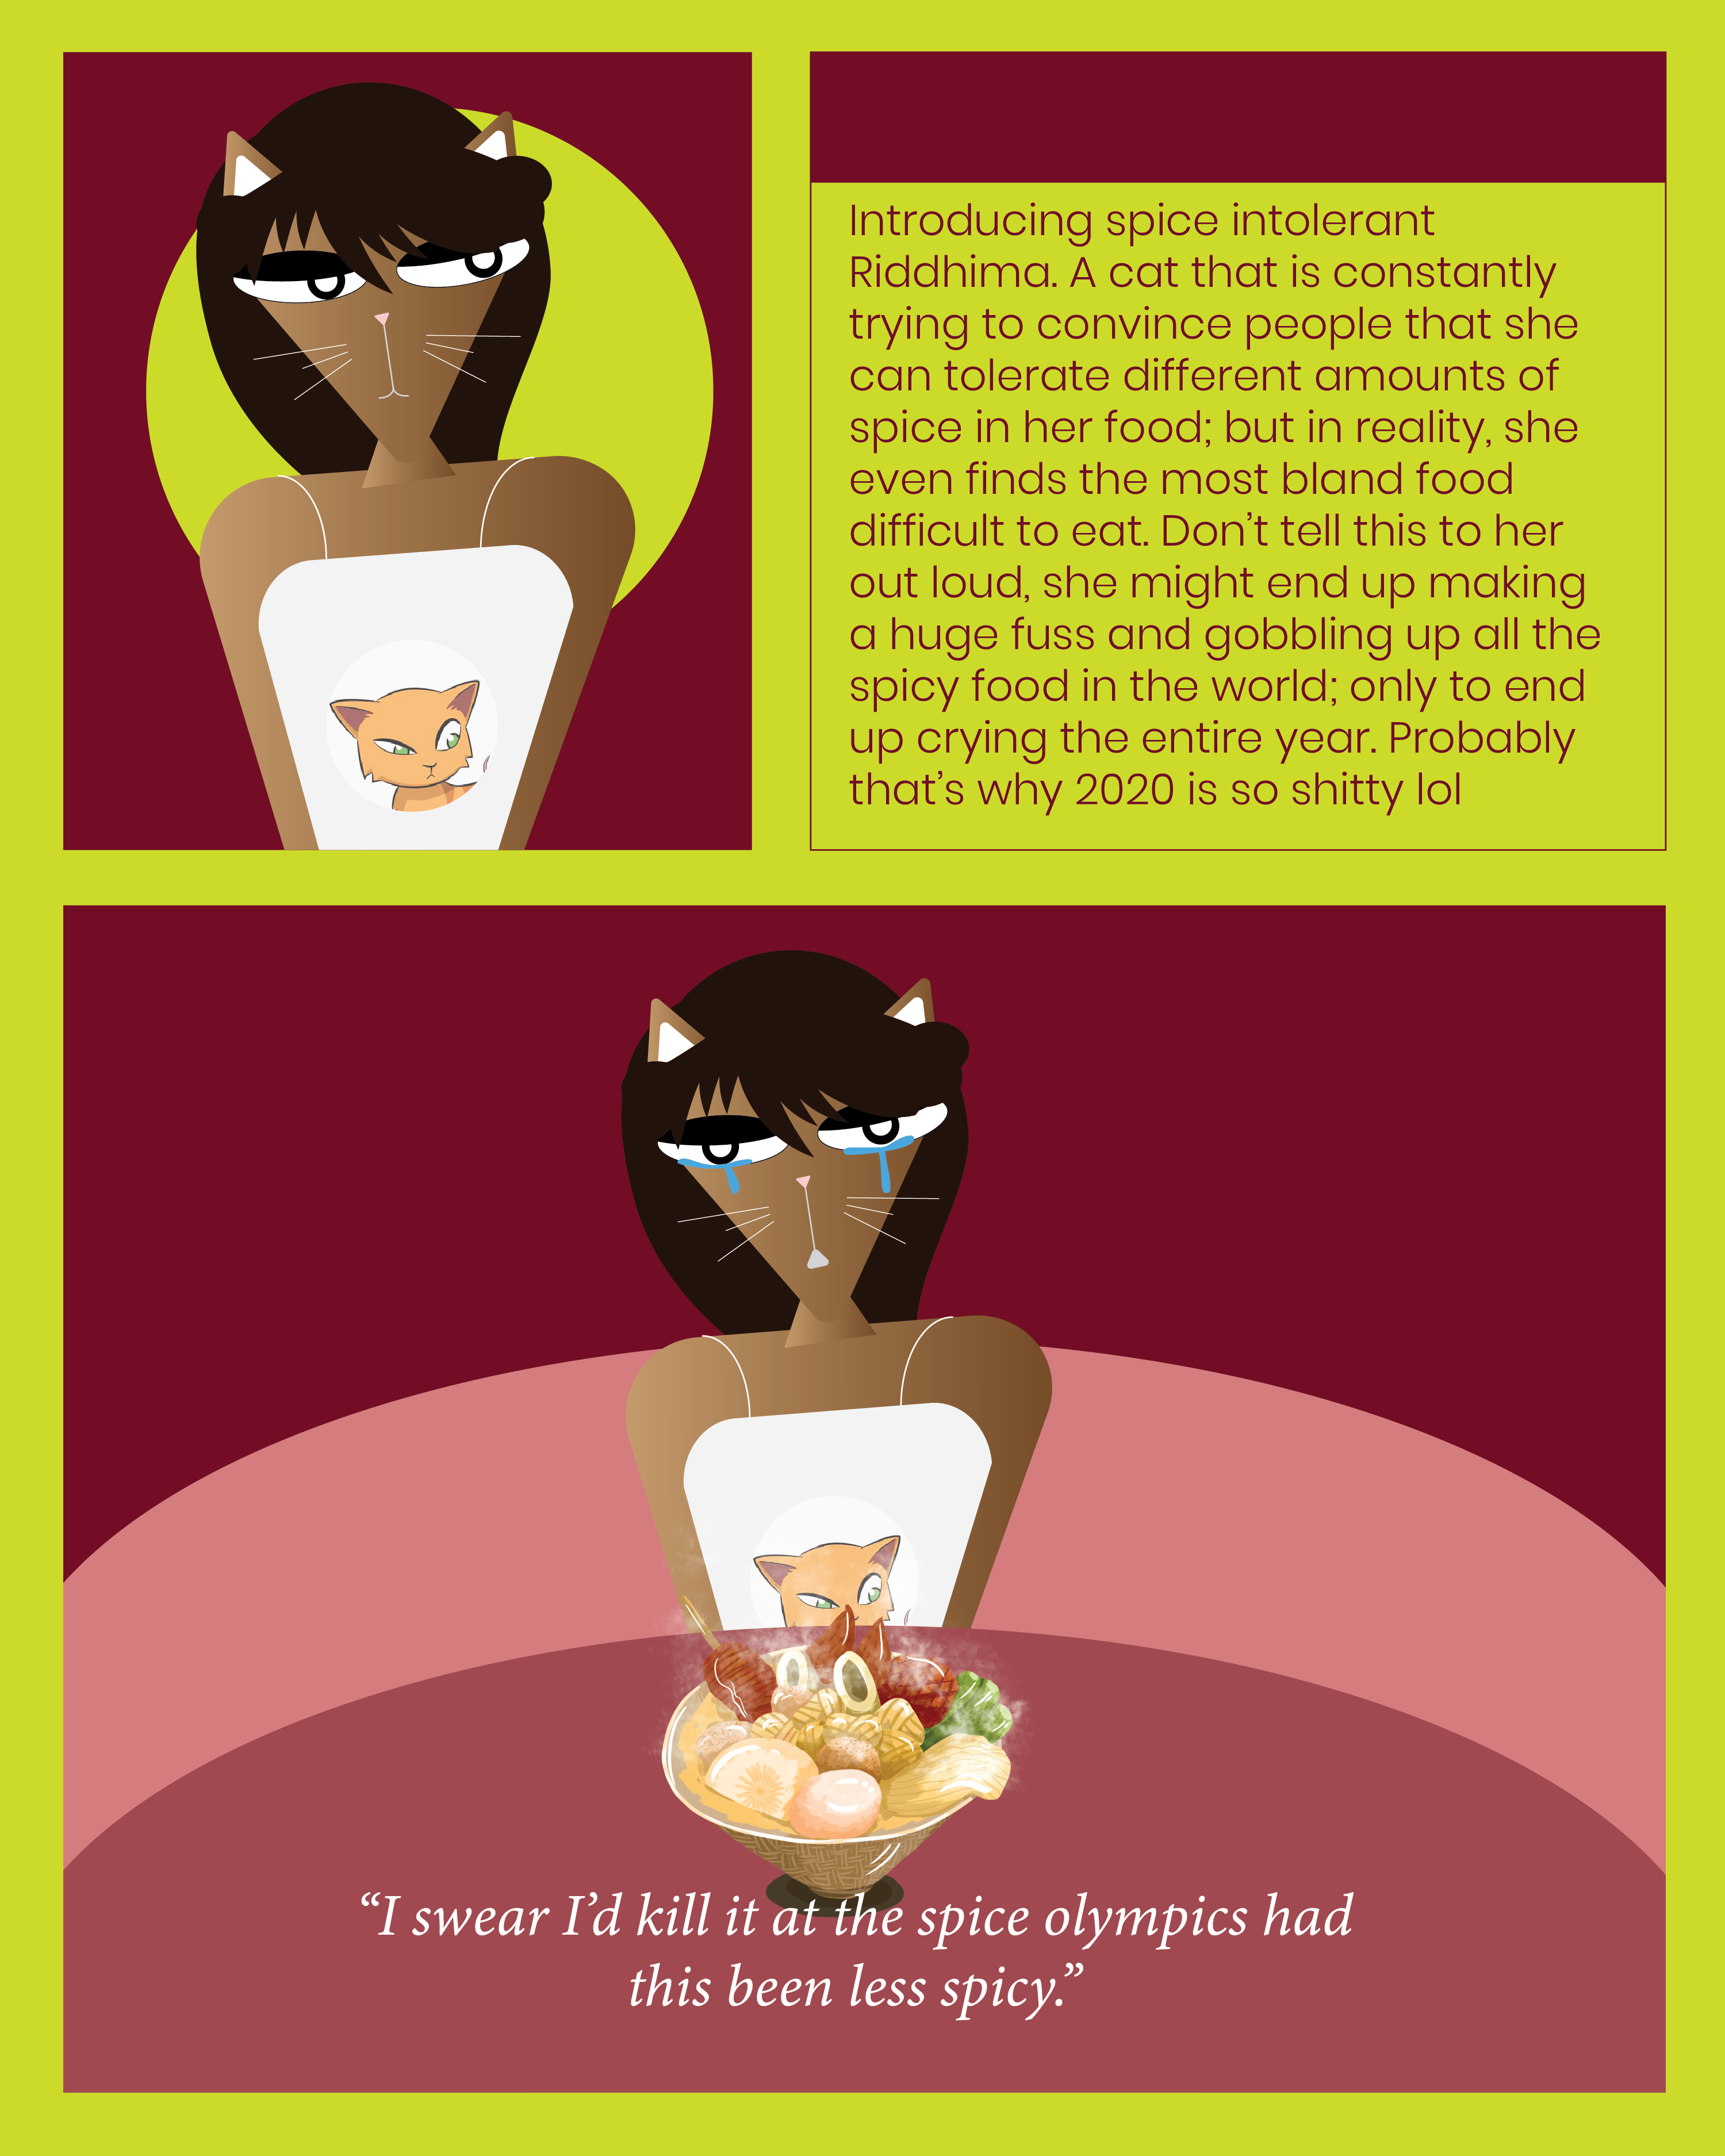 Introducing spice intolerant
Riddhima. A cat that is constantly
trying to convince people that she
can tolerate different amounts of
spice in her food; but in reality, she
even finds the most bland food
difficult to eat. Don’t tell this to her
out loud, she might end up making
a huge fuss and gobbling up all the
spicy food in the world; only to end
up crying the entire year. Probably
that’s why 2020 is so shitty lol
“I swear I’d kill it at the spice olympics had
this been less spicy.”